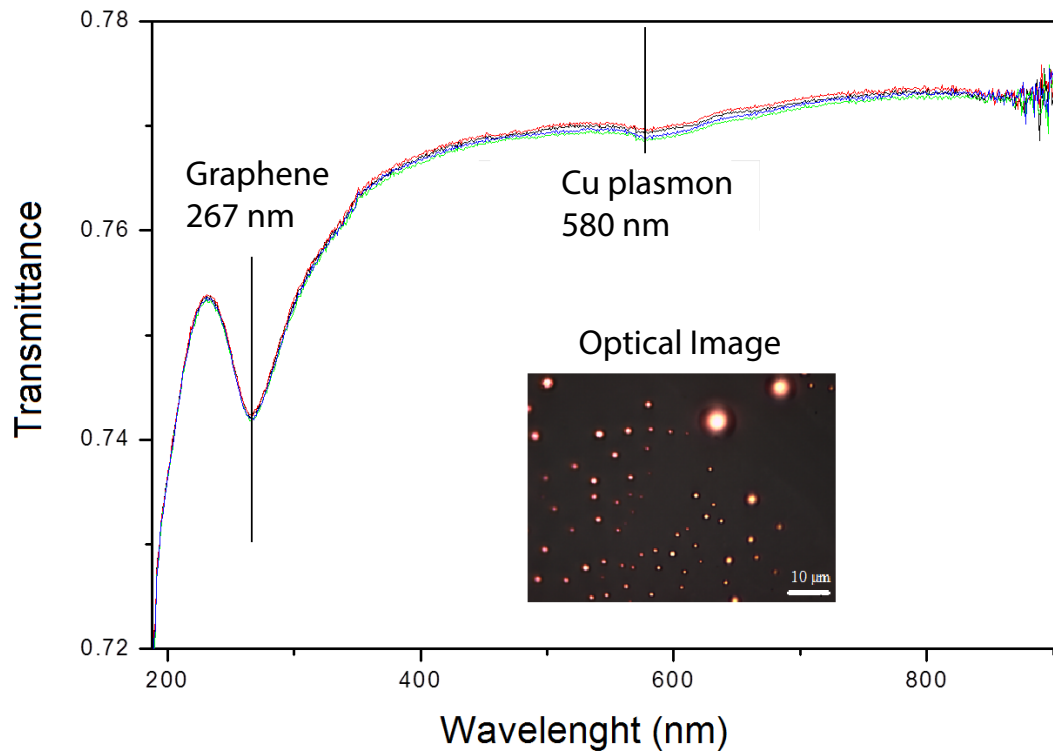 0.78
0.76
0.74
0.72
Transmittance
Graphene
267 nm
Cu plasmon
580 nm
Optical Image
10 µm
200
400
600
800
Wavelenght (nm)